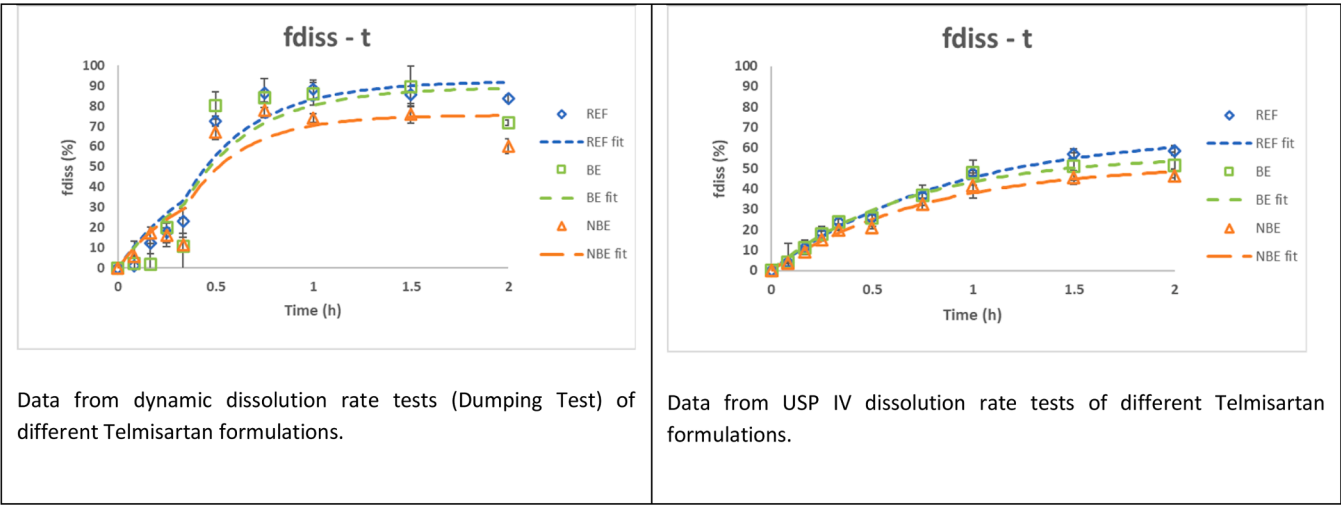 fdiss - t
100
90
80
70
60
50
40
30
20
10
0
fdiss (%)
0 0.5 1 1.5 2
Time (h)
REF
REF fit
BE
BE fit
NBE
NBE fit
Data from dynamic dissolution rate tests (Dumping Test) of
different Telmisartan formulations.
fdiss - t
100
90
80
70
60
50
40
30
20
10
0
fdiss (%)
0 0.5 1 1.5 2
Time (h)
REF
REF fit
BE
BE fit
NBE
NBE fit
Data from USP IV dissolution rate tests of different Telmisartan
formulations.